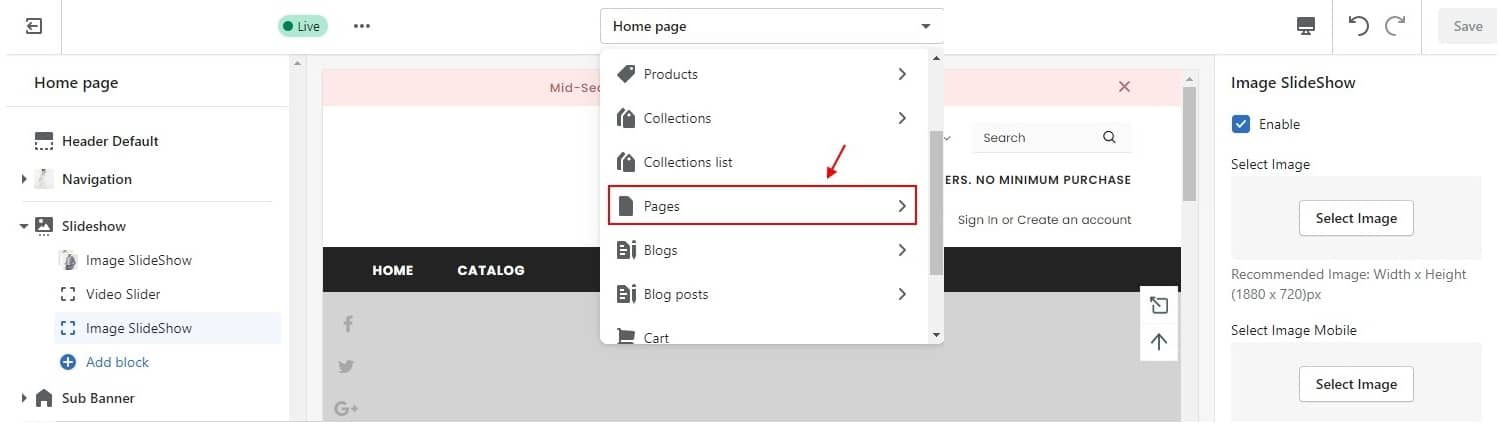 Live
Home page
Save
Home page
Header Default
Navigation
Slideshow
Image SlideShow
Video Slider
Image SlideShow
Add block
Sub Banner
Products
Collections
Collections list
Pages
Blogs
Blog posts
Cart
Mid-Sec
Search
ERS. NO MINIMUM PURCHASE
Sign In or Create an account
HOME CATALOG
Image SlideShow
Enable
Select Image
Select Image
Recommended Image: Width x Height
(1880 x 720)px
Select Image Mobile
Select Image